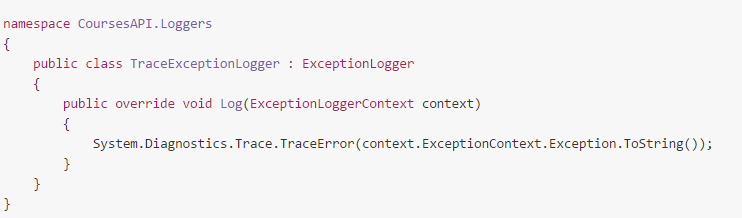 namespace CoursesAPI.Loggers
{
    public class TraceExceptionLogger : ExceptionLogger
    {
        public override void Log(ExceptionLoggerContext context)
        {
            System.Diagnostics.Trace.TraceError(context.ExceptionContext.Exception.ToString());
        }
    }
}